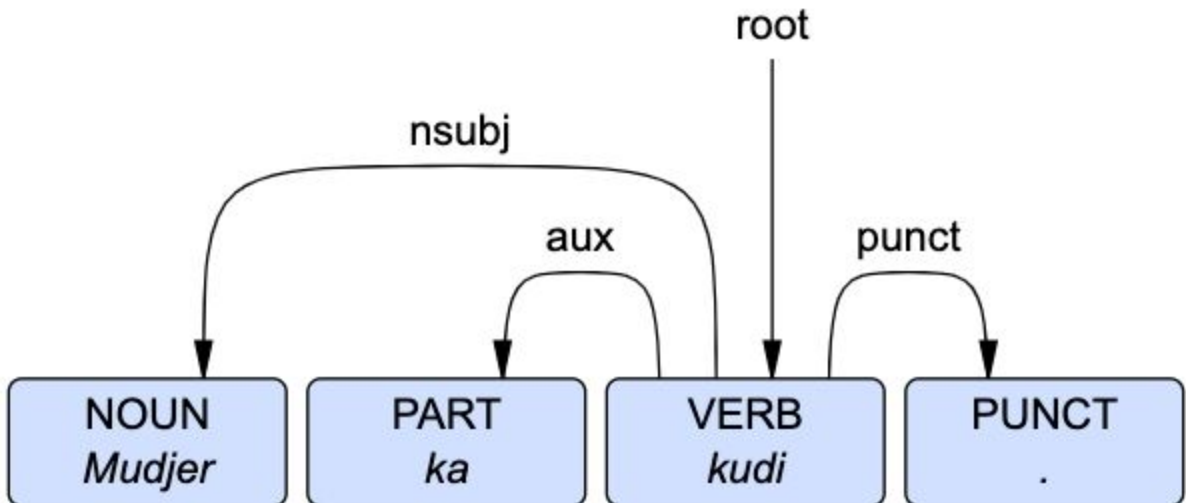 root
nsubj
aux punct
NOUN PART VERB PUNCT
Mudjer ka kudi .